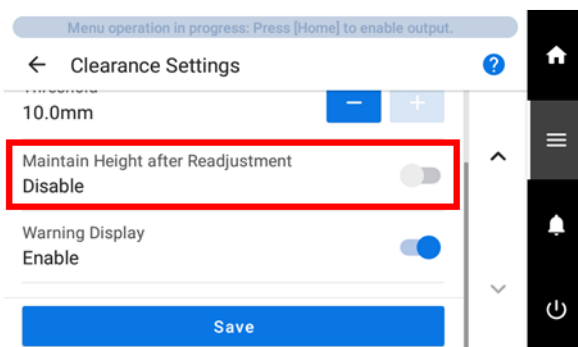 Menu operation in progress: Press [Home] to enable output.
Clearance Settings
10.0mm
Maintain Height after Readjustment
Disable
Warning Display
Enable
Save